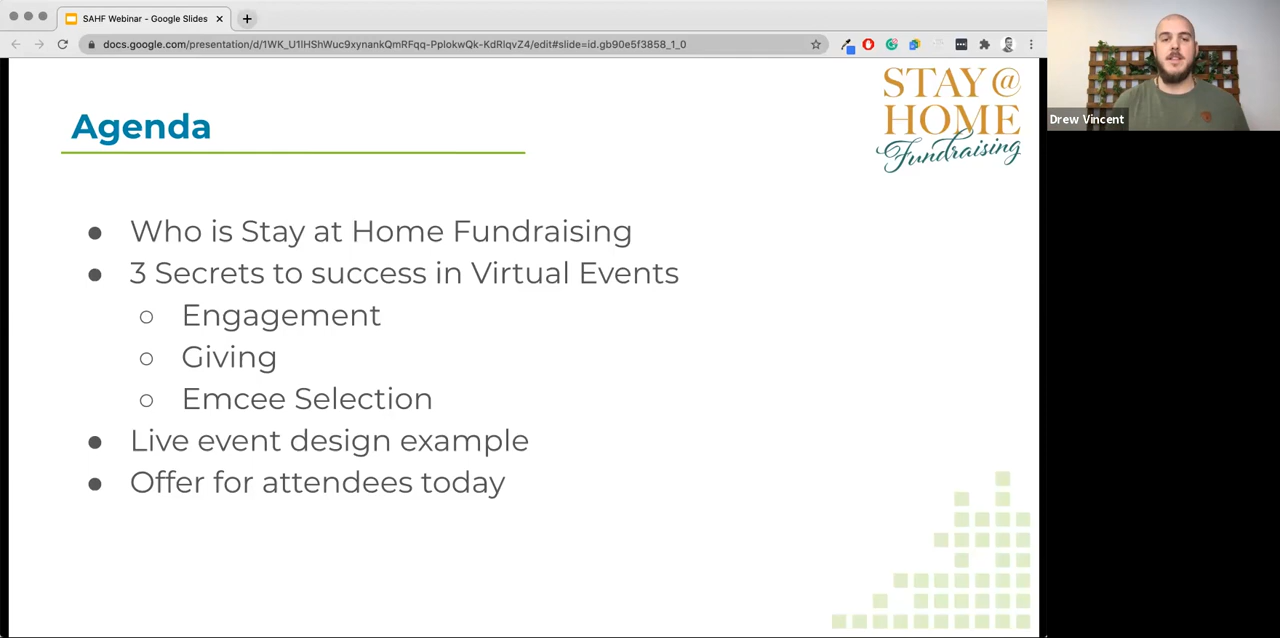 SAHF Webinar - Google Slides
docs.google.com/presentation/d/1WK_U1lHShWuc9xynankQmRFqq-PplokwQk-KdRlqvZ4/edit#slide=id.gb90e5f3858_1_0
Drew Vincent
STAY @
HOME
Fundraising
Agenda
● Who is Stay at Home Fundraising
● 3 Secrets to success in Virtual Events
○ Engagement
○ Giving
○ Emcee Selection
● Live event design example
● Offer for attendees today